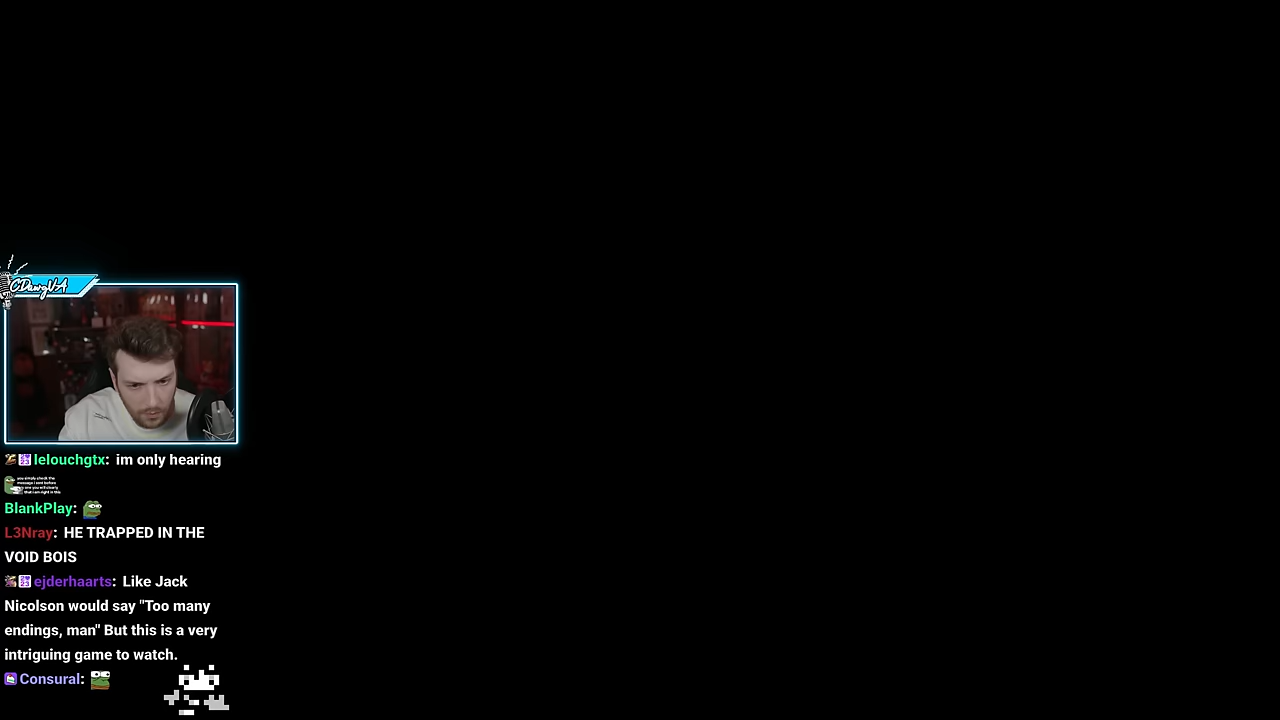 CDawgVA
lelouchgtx: im only hearing
BlankPlay:
L3Nray: HE TRAPPED IN THE
VOID BOIS
ejderhaarts: Like Jack
Nicolson would say "Too many
endings, man" But this is a very
intriguing game to watch.
Consural: